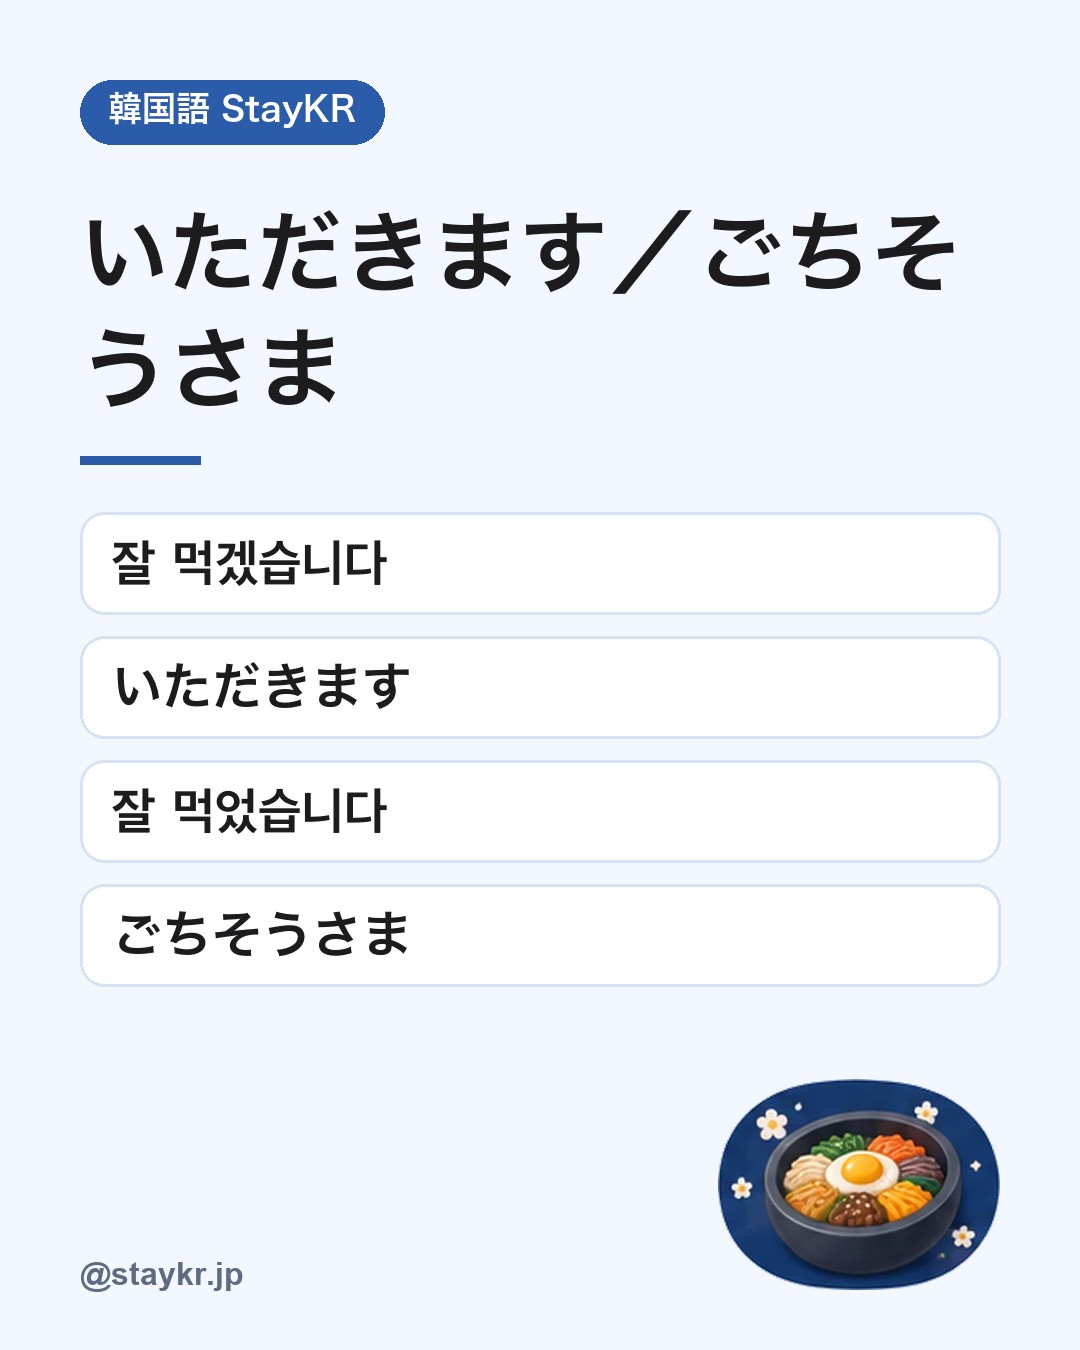 韓国語 StayKR
いただきます／ごちそ
うさま
잘 먹겠습니다
いただきます
잘 먹었습니다
ごちそうさま
@staykr.jp